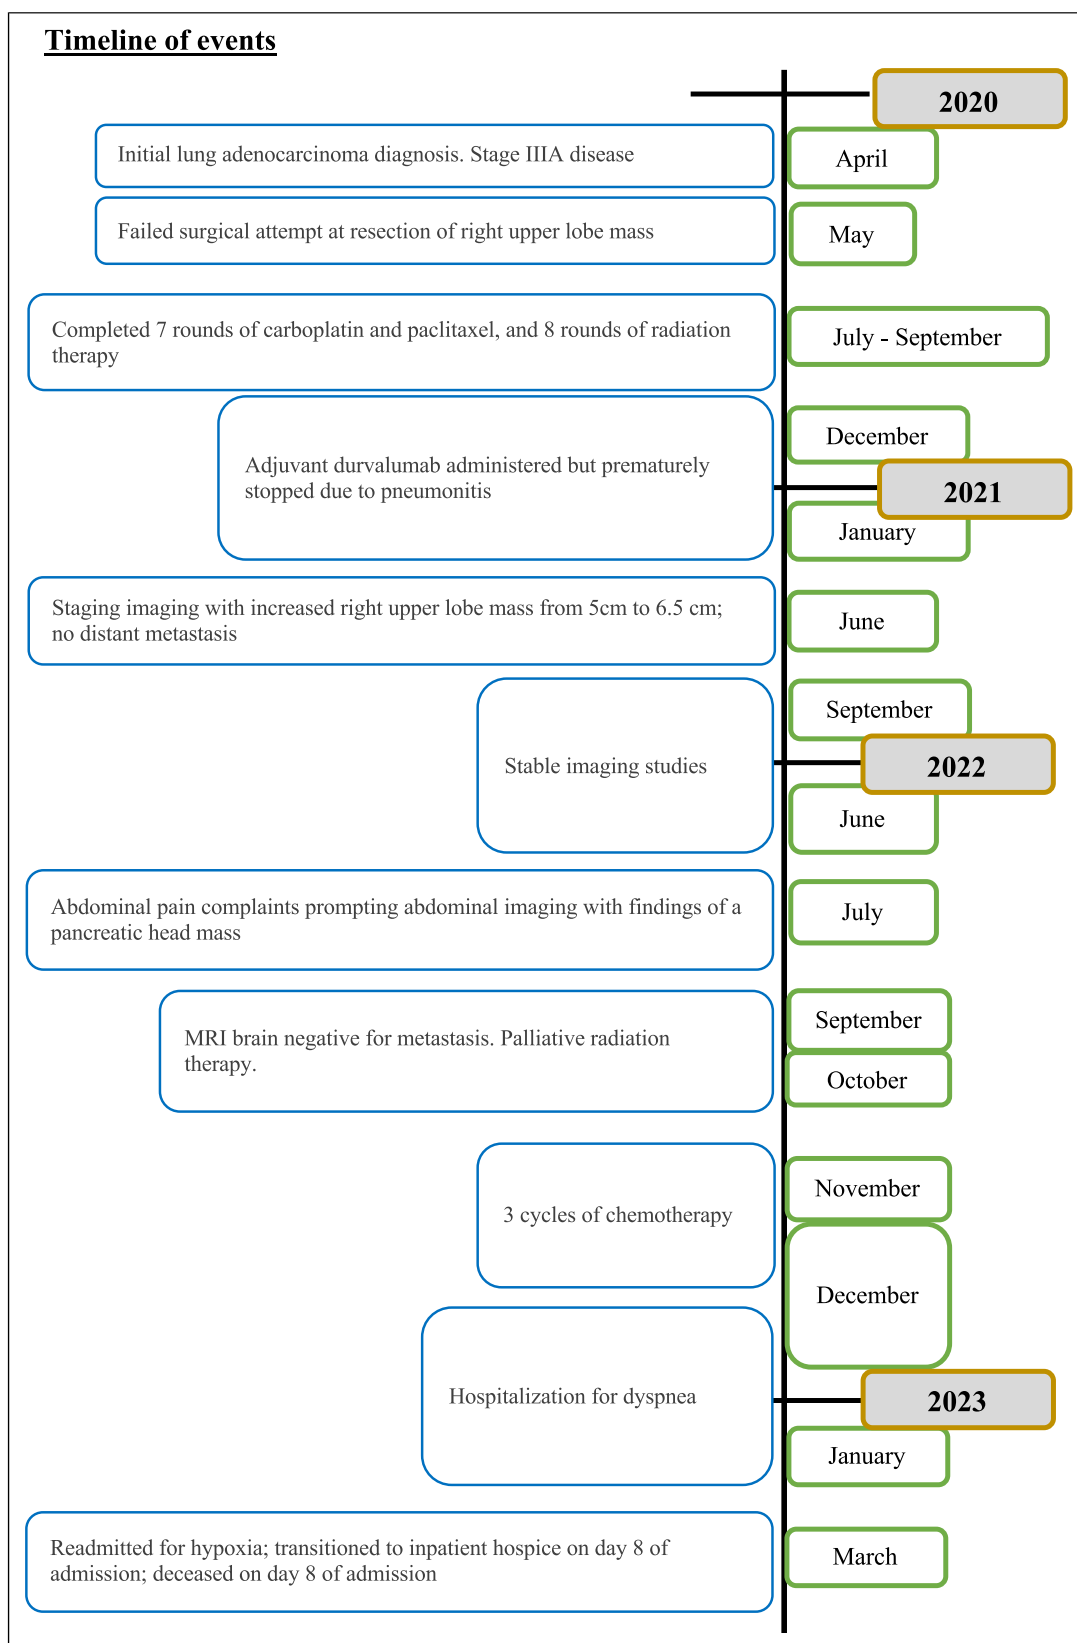 Timeline of events
2020
Initial lung adenocarcinoma diagnosis. Stage IIIA disease
April
Failed surgical attempt at resection of right upper lobe mass
May
Completed 7 rounds of carboplatin and paclitaxel, and 8 rounds of radiation
therapy
July - September
Adjuvant durvalumab administered but prematurely
stopped due to pneumonitis
December
2021
January
Staging imaging with increased right upper lobe mass from 5cm to 6.5 cm;
no distant metastasis
June
Stable imaging studies
September
2022
June
Abdominal pain complaints prompting abdominal imaging with findings of a
pancreatic head mass
July
MRI brain negative for metastasis. Palliative radiation
therapy.
September
October
3 cycles of chemotherapy
November
December
Hospitalization for dyspnea
2023
January
Readmitted for hypoxia; transitioned to inpatient hospice on day 8 of
admission; deceased on day 8 of admission
March